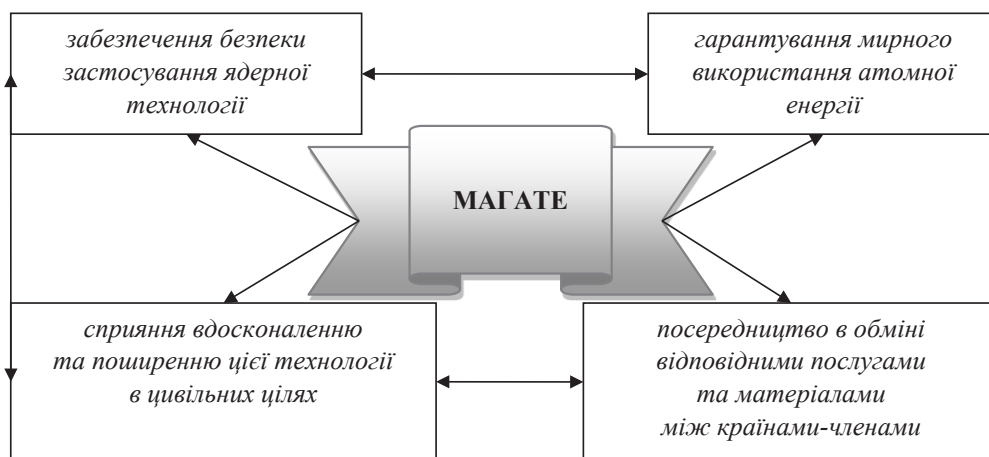 забезпечення безпеки
застосування ядерної
технології
гарантування мирного
використання атомної
енергії
МАГАТЕ
сприяння вдосконаленню
та поширенню цієї технології
в цивільних цілях
посередництво в обміні
відповідними послугами
та матеріалами
між країнами-членами